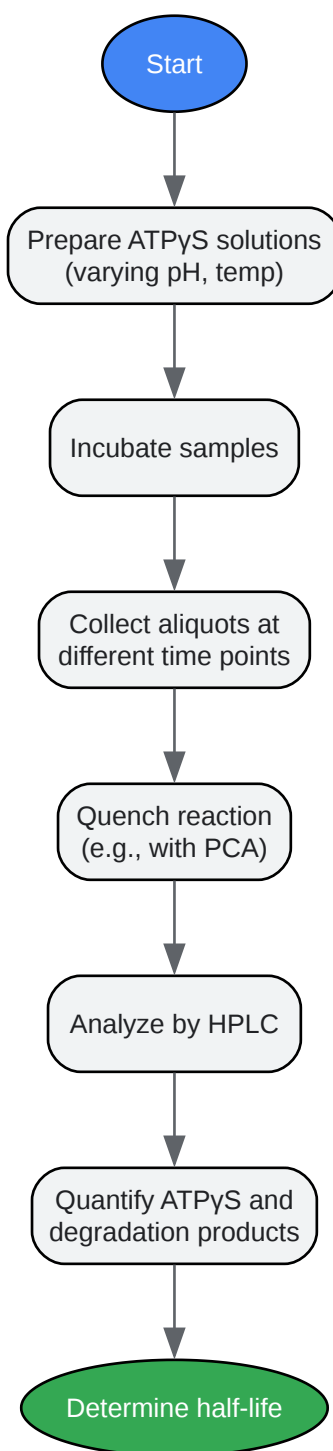 Start
Prepare ATPγS solutions
(varying pH, temp)
Incubate samples
Collect aliquots at
different time points
Quench reaction
(e.g., with PCA)
Analyze by HPLC
Quantify ATPγS and
degradation products
Determine half-life